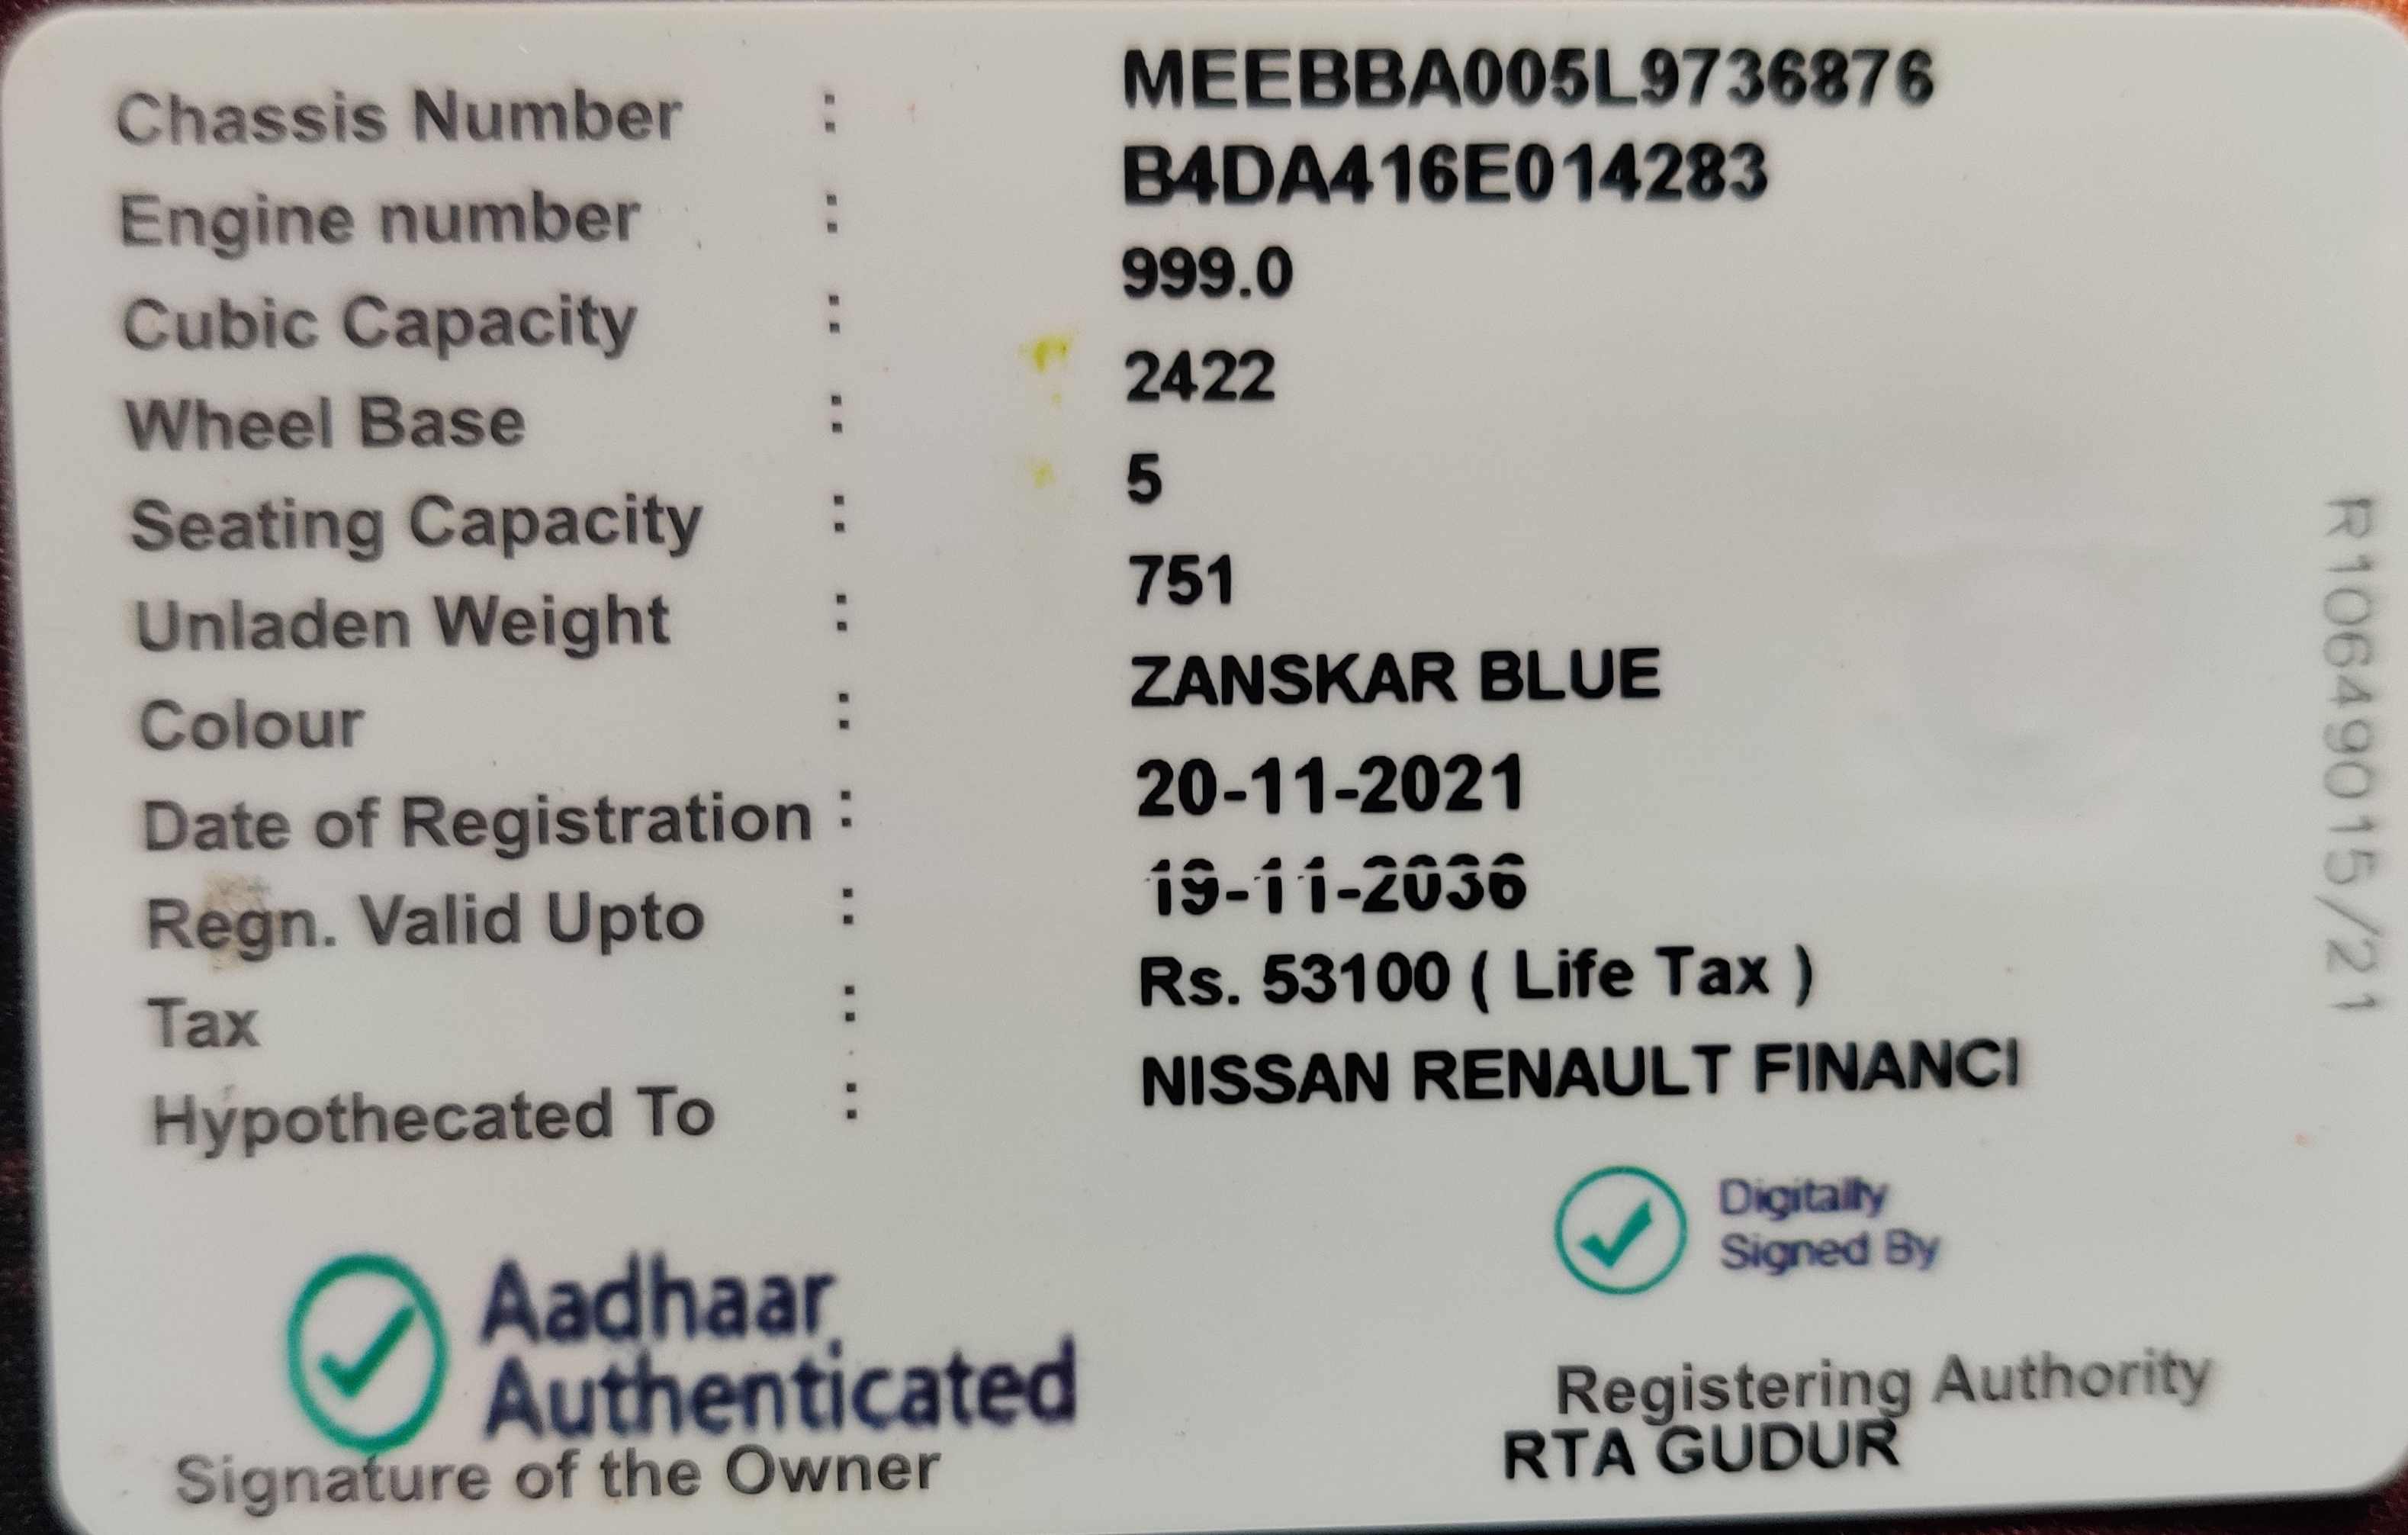 Chassis Number : MEEBBA005L9736876
Engine number : B4DA416E014283
Cubic Capacity : 999.0
Wheel Base : 2422
Seating Capacity : 5
Unladen Weight : 751
Colour : ZANSKAR BLUE
Date of Registration : 20-11-2021
Regn. Valid Upto : 19-11-2036
Tax : Rs. 53100 ( Life Tax )
Hypothecated To : NISSAN RENAULT FINANCI
R10649015/21
Digitally
Signed By
Aadhaar
Authenticated
Signature of the Owner
Registering Authority
RTA GUDUR